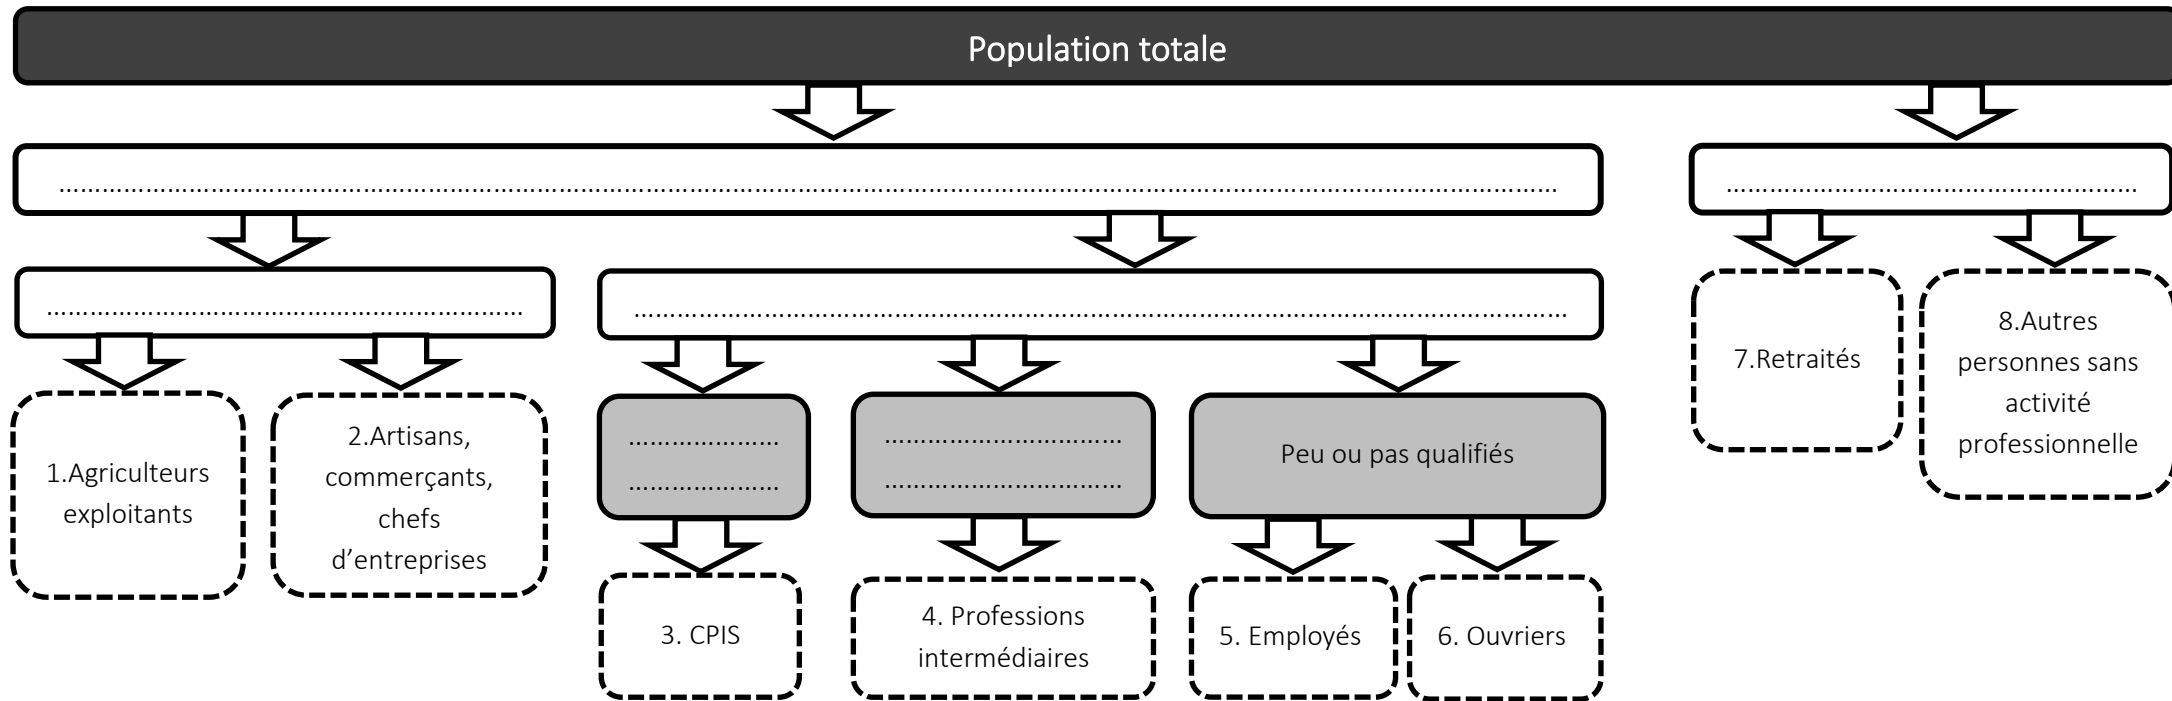 Population totale
................................................................................
........................................
........................................
............................................................
7.Retraités
8.Autres
personnes sans
activité
professionnelle
1.Agriculteurs
exploitants
2.Artisans,
commerçants,
chefs
d’entreprises
.....................
.....................
.................................
.................................
Peu ou pas qualifiés
3. CPIS
4. Professions
intermédiaires
5. Employés
6. Ouvriers